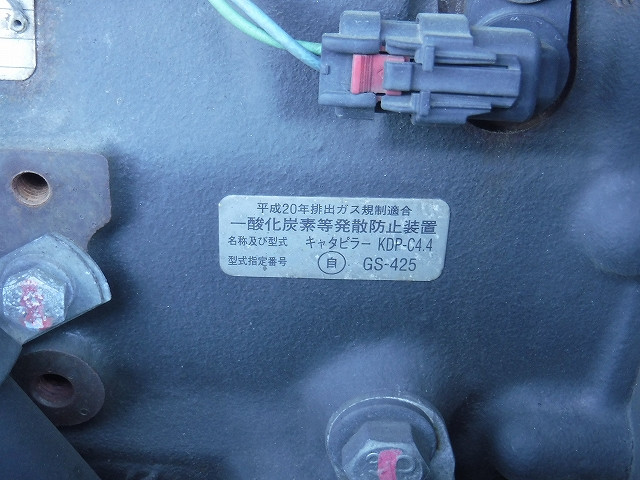 平成20年排出ガス規制適合
一酸化炭素等発散防止装置
名称及び型式 キャタピラー KDP-C4.4
型式指定番号 自 GS-425